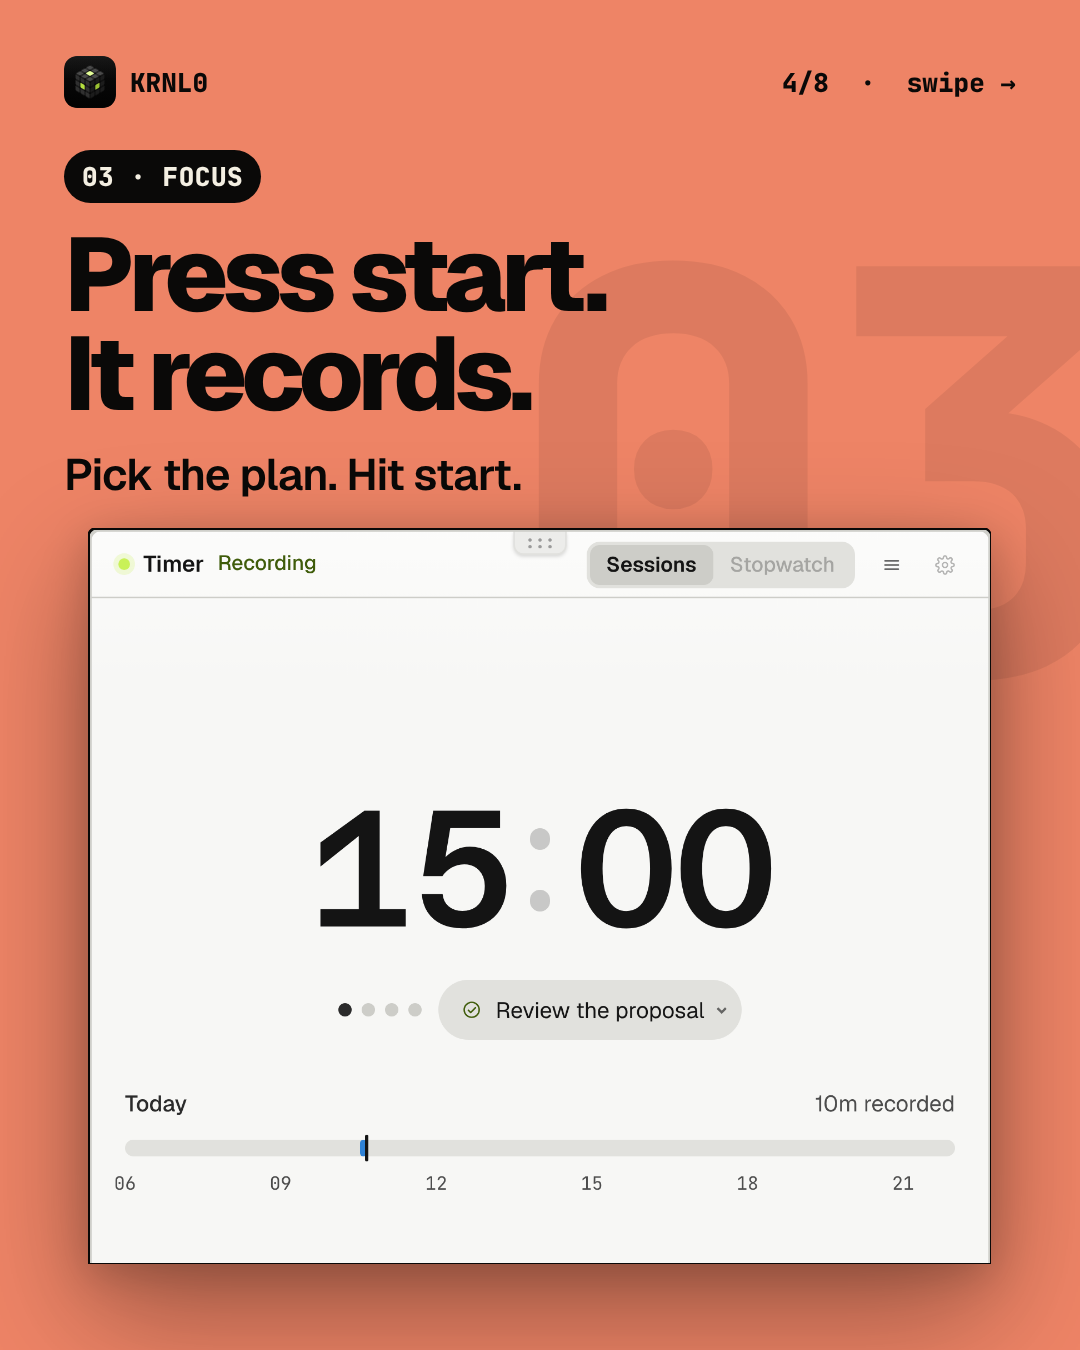 KRNL0
4/8 · swipe →
03 · FOCUS
Press start.
It records.
03
Pick the plan. Hit start.
Timer Recording
Sessions Stopwatch
15:00
Review the proposal
Today
10m recorded
06 09 12 15 18 21